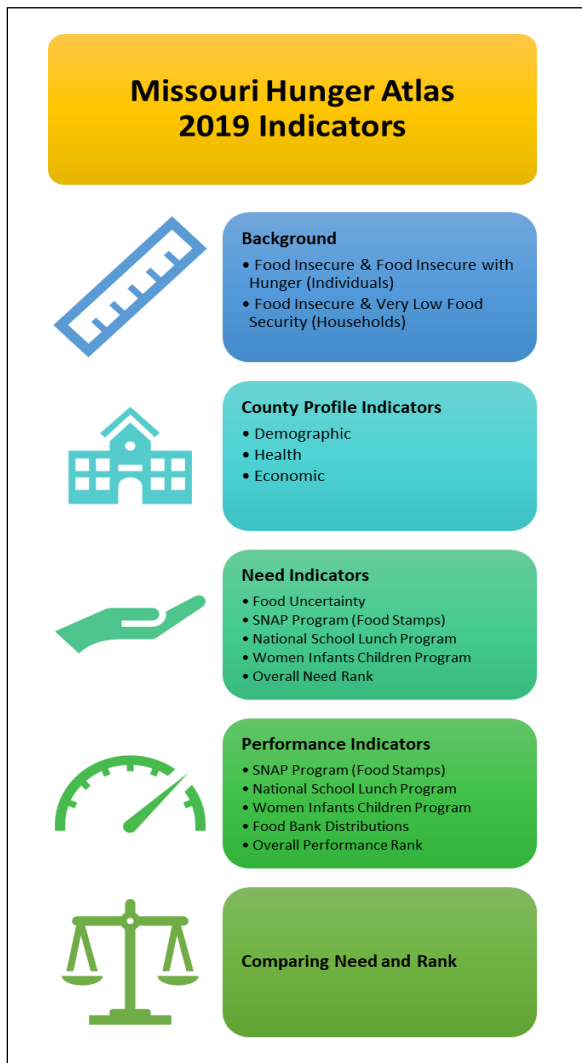 Missouri Hunger Atlas
2019 Indicators
Background
• Food Insecure & Food Insecure with
Hunger (Individuals)
• Food Insecure & Very Low Food
Security (Households)
County Profile Indicators
• Demographic
• Health
• Economic
Need Indicators
• Food Uncertainty
• SNAP Program (Food Stamps)
• National School Lunch Program
• Women Infants Children Program
• Overall Need Rank
Performance Indicators
• SNAP Program (Food Stamps)
• National School Lunch Program
• Women Infants Children Program
• Food Bank Distributions
• Overall Performance Rank
Comparing Need and Rank